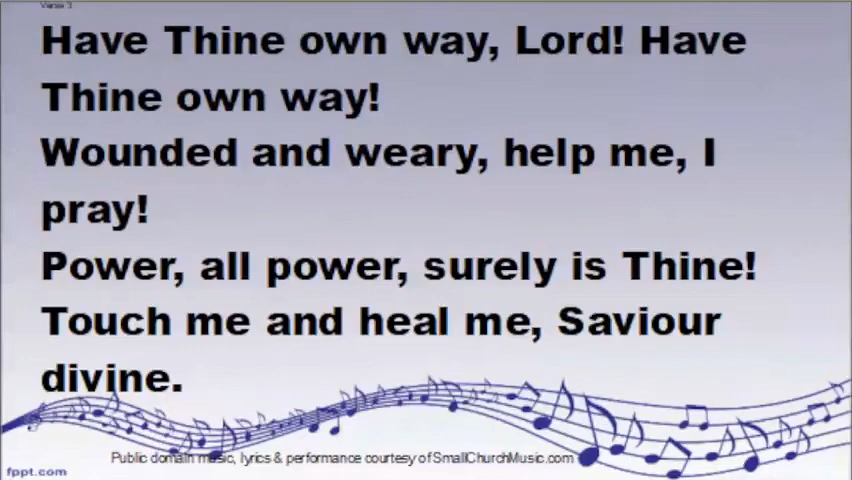 Verse 3
Have Thine own way, Lord! Have
Thine own way!
Wounded and weary, help me, I
pray!
Power, all power, surely is Thine!
Touch me and heal me, Saviour
divine.
Public domain music, lyrics & performance courtesy of SmallChurchMusic.com
fppt.com